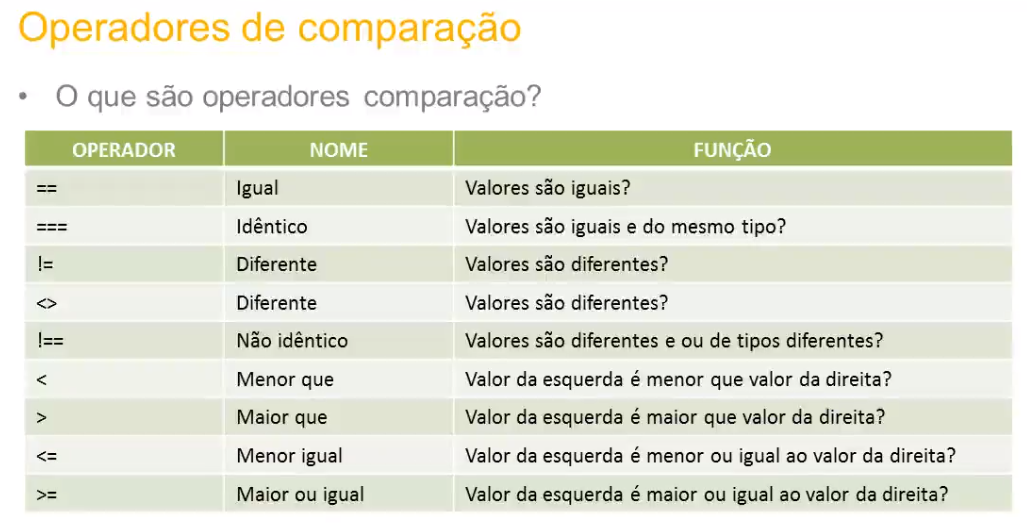 Operadores de comparação
• O que são operadores comparação?
OPERADOR NOME FUNÇÃO
== Igual Valores são iguais?
=== Idêntico Valores são iguais e do mesmo tipo?
!= Diferente Valores são diferentes?
<> Diferente Valores são diferentes?
!== Não idêntico Valores são diferentes e ou de tipos diferentes?
< Menor que Valor da esquerda é menor que valor da direita?
> Maior que Valor da esquerda é maior que valor da direita?
<= Menor igual Valor da esquerda é menor ou igual ao valor da direita?
>= Maior ou igual Valor da esquerda é maior ou igual ao valor da direita?